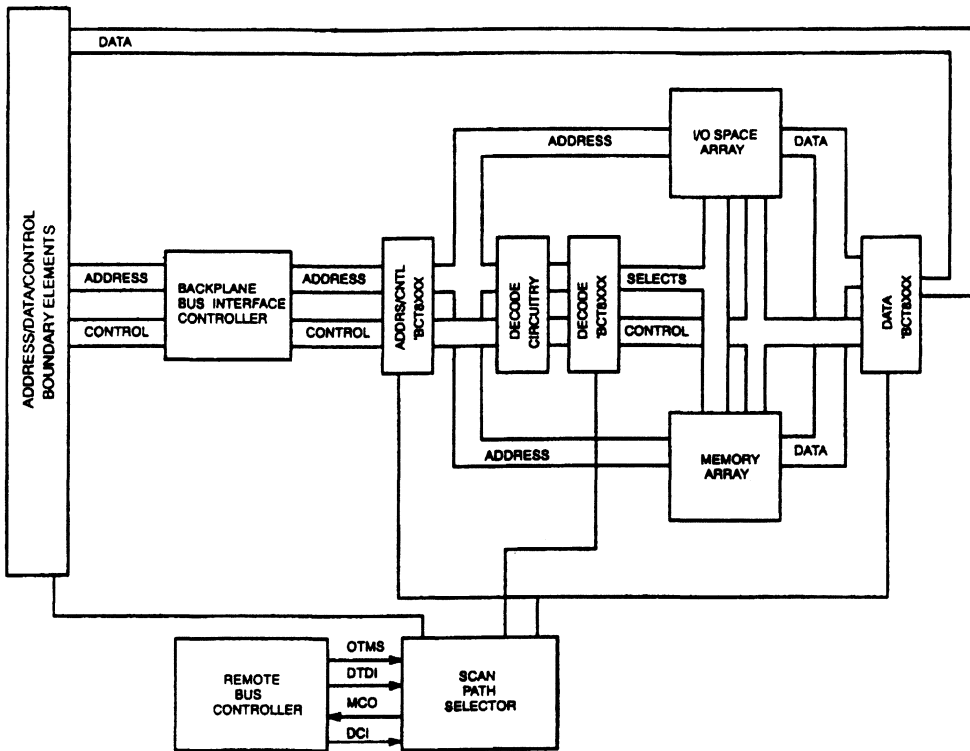 DATA
I/O SPACE
ARRAY
ADDRESS
DATA
ADDRESS/DATA/CONTROL
BOUNDARY ELEMENTS
ADDRESS
CONTROL
BACKPLANE
BUS INTERFACE
CONTROLLER
ADDRESS
CONTROL
ADDRS/CNTL
'BCT8XXX
DECODE
CIRCUITRY
DECODE
'BCT8XXX
SELECTS
CONTROL
DATA
'BCT8XXX
ADDRESS
MEMORY
ARRAY
DATA
REMOTE
BUS
CONTROLLER
OTMS
DTDI
MCO
DCI
SCAN
PATH
SELECTOR